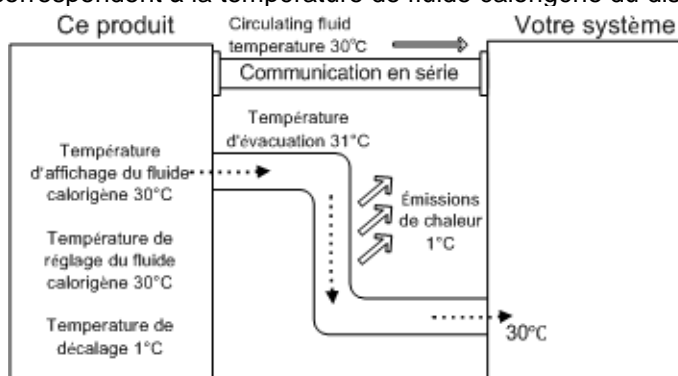 correspondent à la température de fluide calorigène du dis
Ce produit
Circulating fluid
temperature 30℃
Votre système
Communication en série
Température
d'évacuation 31°C
Température
d'affichage du fluide
calorigène 30°C
Émissions
de chaleur
1°C
Température de
réglage du fluide
calorigène 30°C
Temperature de
décalage 1°C
30℃